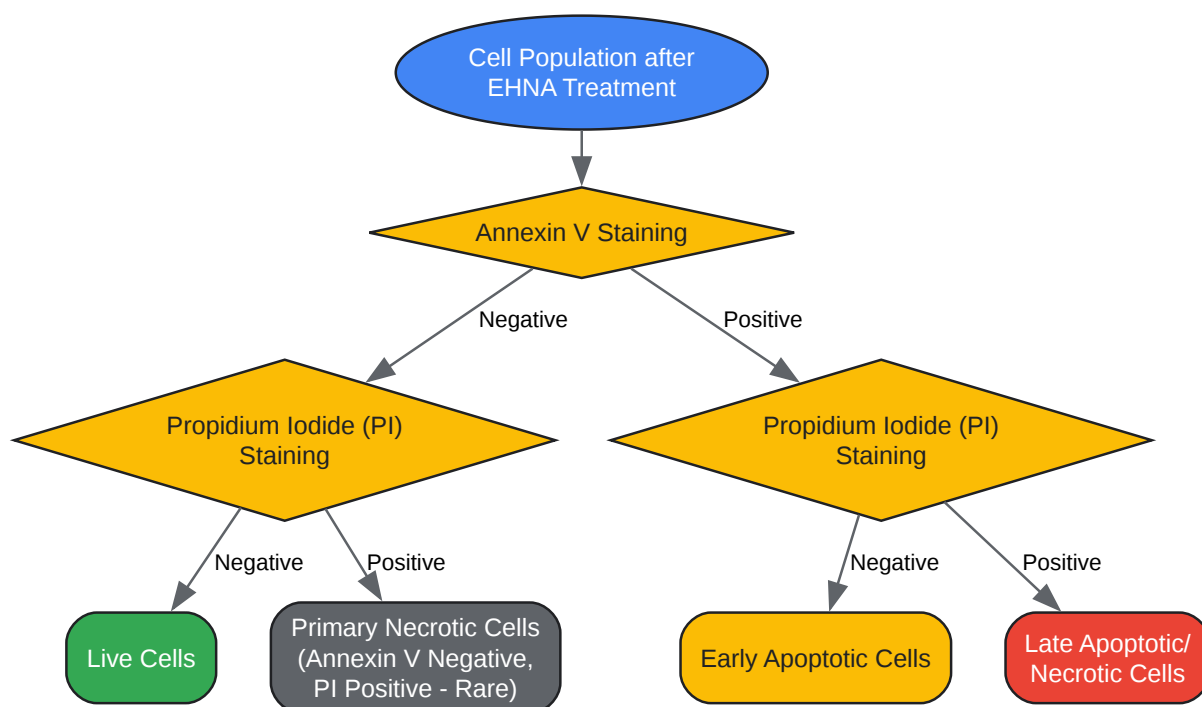 Cell Population after
EHNA Treatment
Annexin V Staining
Negative
Positive
Propidium Iodide (PI)
Staining
Propidium Iodide (PI)
Staining
Negative
Positive
Negative
Positive
Live Cells
Primary Necrotic Cells
(Annexin V Negative,
PI Positive - Rare)
Early Apoptotic Cells
Late Apoptotic/
Necrotic Cells